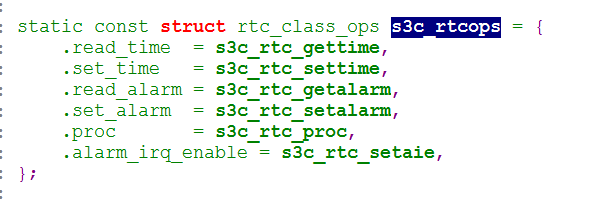 static const struct rtc_class_ops s3c_rtcops = {
    .read_time  = s3c_rtc_gettime,
    .set_time   = s3c_rtc_settime,
    .read_alarm = s3c_rtc_getalarm,
    .set_alarm  = s3c_rtc_setalarm,
    .proc       = s3c_rtc_proc,
    .alarm_irq_enable = s3c_rtc_setaie,
};